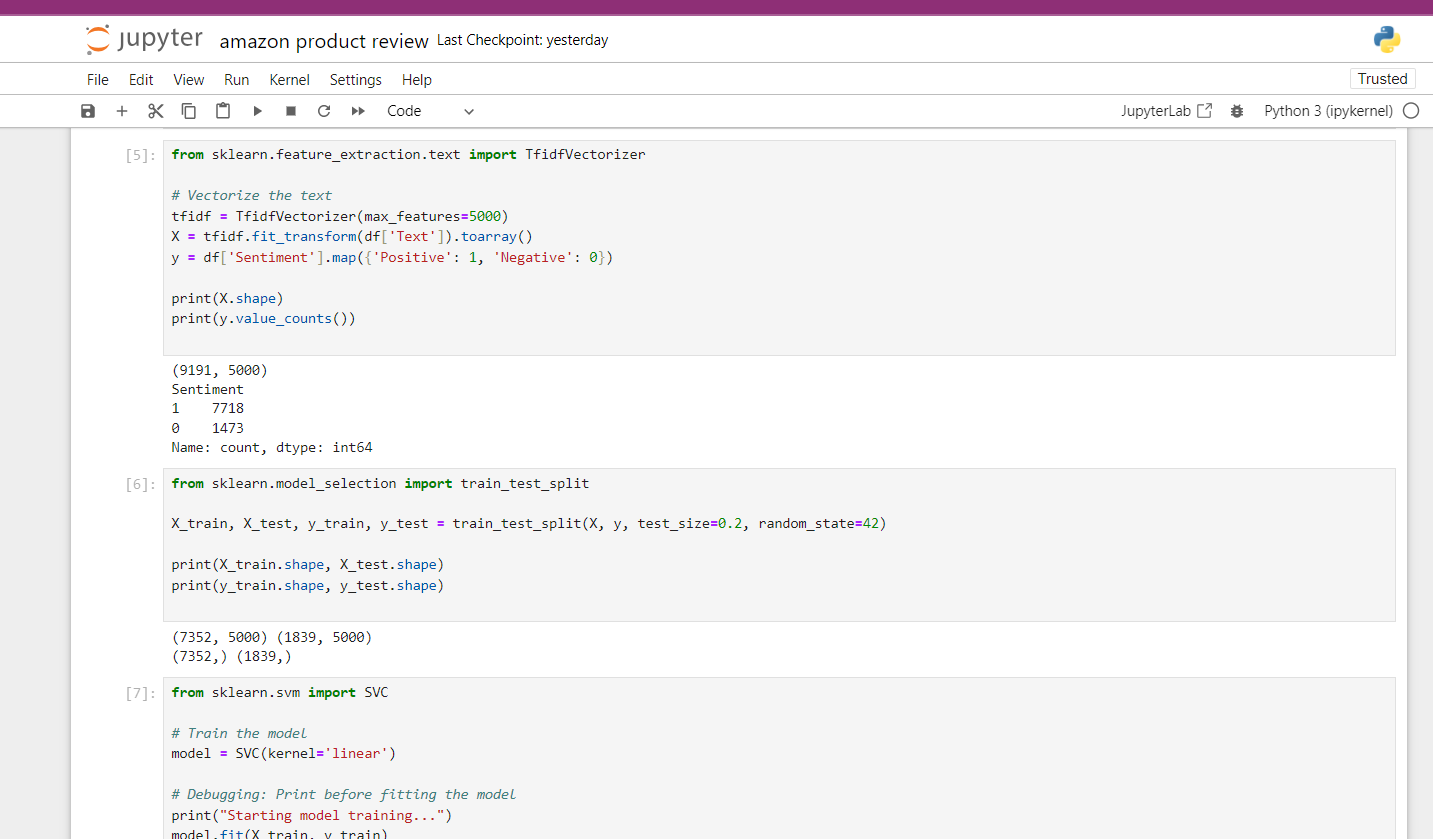 jupyter amazon product review Last Checkpoint: yesterday
File Edit View Run Kernel Settings Help Trusted
Code JupyterLab Python 3 (ipykernel)
[5]: from sklearn.feature_extraction.text import TfidfVectorizer
# Vectorize the text
tfidf = TfidfVectorizer(max_features=5000)
X = tfidf.fit_transform(df['Text']).toarray()
y = df['Sentiment'].map({'Positive': 1, 'Negative': 0})
print(X.shape)
print(y.value_counts())
(9191, 5000)
Sentiment
1    7718
0    1473
Name: count, dtype: int64
[6]: from sklearn.model_selection import train_test_split
X_train, X_test, y_train, y_test = train_test_split(X, y, test_size=0.2, random_state=42)
print(X_train.shape, X_test.shape)
print(y_train.shape, y_test.shape)
(7352, 5000) (1839, 5000)
(7352,) (1839,)
[7]: from sklearn.svm import SVC
# Train the model
model = SVC(kernel='linear')
# Debugging: Print before fitting the model
print("Starting model training...")
model.fit(X_train, y_train)